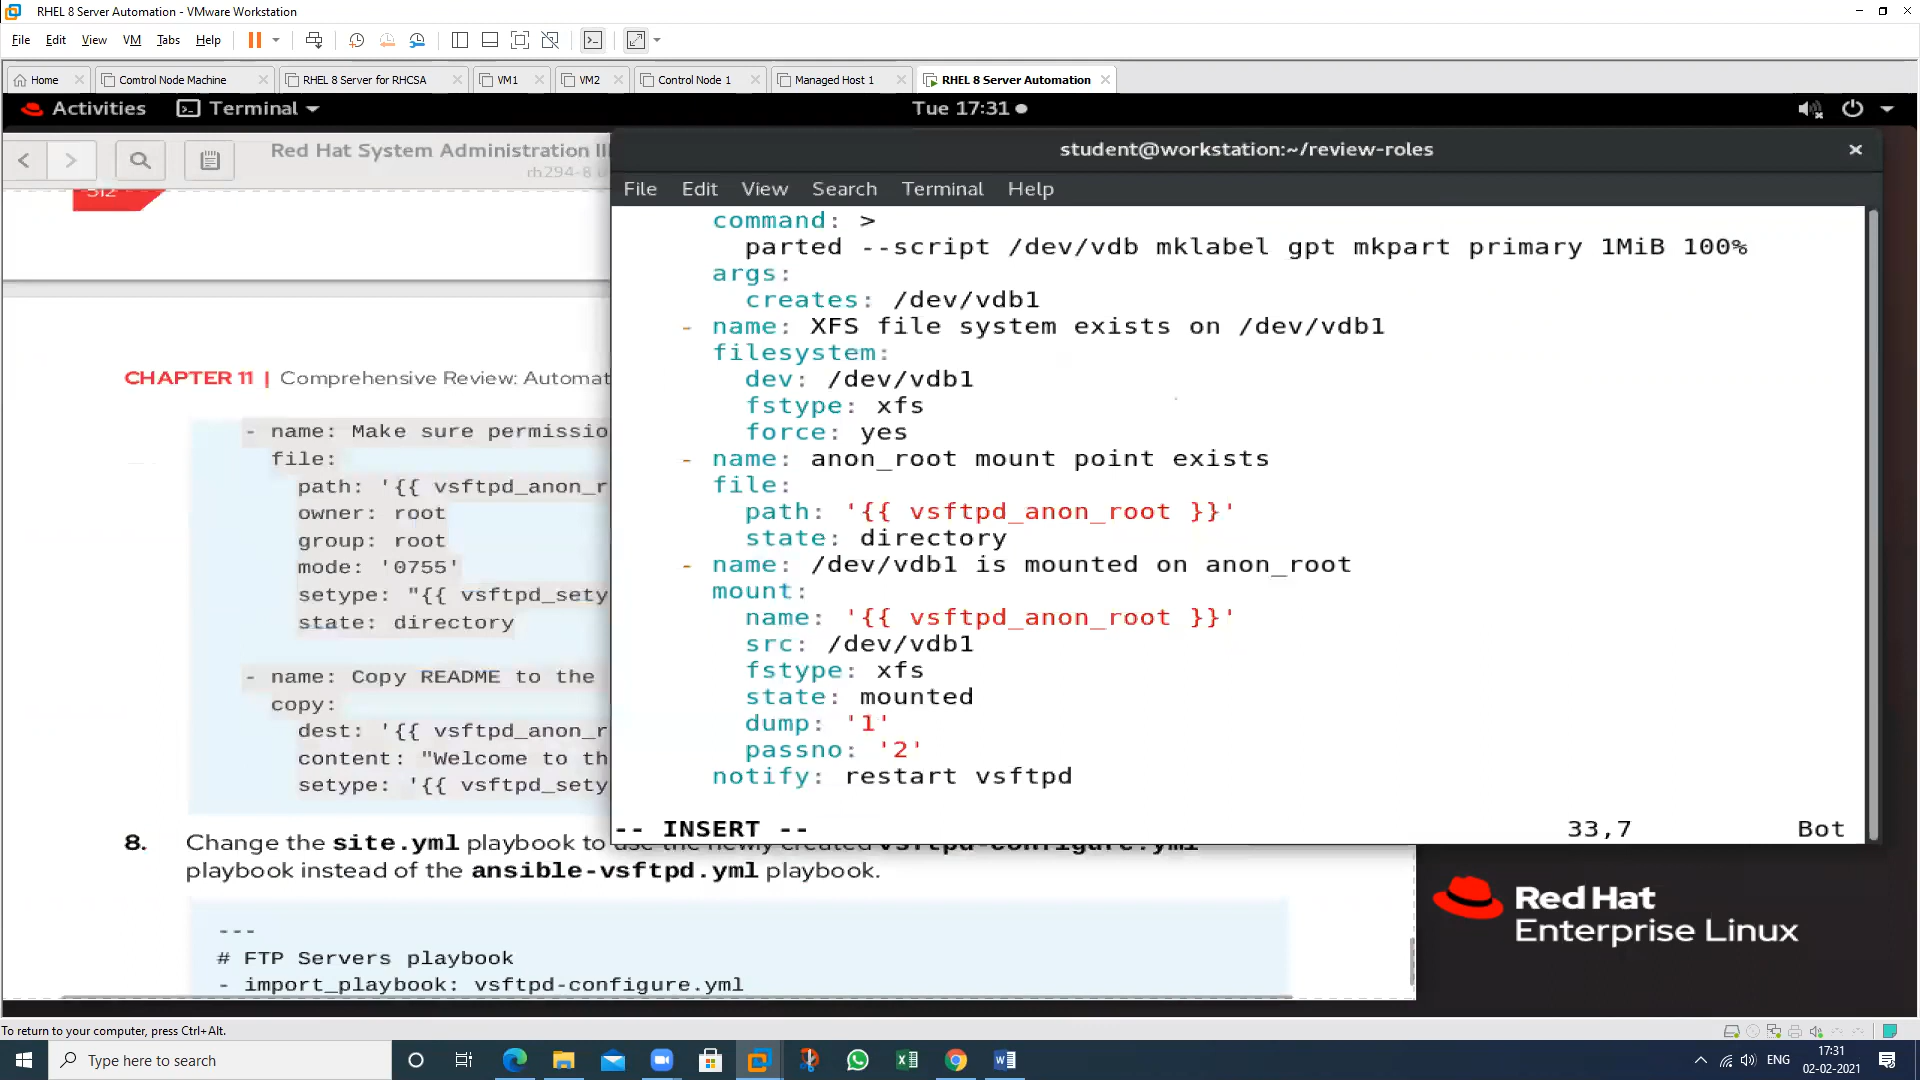 RHEL 8 Server Automation - VMware Workstation
File Edit View VM Tabs Help
Home Comtrol Node Machine RHEL 8 Server for RHCSA VM1 VM2 Control Node 1 Managed Host 1 RHEL 8 Server Automation
Activities Terminal Tue 17:31
Red Hat System Administration III
rh294-8
512
CHAPTER 11 | Comprehensive Review: Automat
- name: Make sure permissio
file:
path: '{{ vsftpd_anon_r
owner: root
group: root
mode: '0755'
setype: "{{ vsftpd_sety
state: directory
- name: Copy README to the
copy:
dest: '{{ vsftpd_anon_r
content: "Welcome to th
setype: '{{ vsftpd_sety
8. Change the site.yml playbook to use the newly created vsftpd-configure.yml
playbook instead of the ansible-vsftpd.yml playbook.
---
# FTP Servers playbook
- import_playbook: vsftpd-configure.yml
student@workstation:~/review-roles
File Edit View Search Terminal Help
command: >
parted --script /dev/vdb mklabel gpt mkpart primary 1MiB 100%
args:
creates: /dev/vdb1
- name: XFS file system exists on /dev/vdb1
filesystem:
dev: /dev/vdb1
fstype: xfs
force: yes
- name: anon_root mount point exists
file:
path: '{{ vsftpd_anon_root }}'
state: directory
- name: /dev/vdb1 is mounted on anon_root
mount:
name: '{{ vsftpd_anon_root }}'
src: /dev/vdb1
fstype: xfs
state: mounted
dump: '1'
passno: '2'
notify: restart vsftpd
-- INSERT -- 33,7 Bot
Red Hat
Enterprise Linux
To return to your computer, press Ctrl+Alt.
Type here to search
ENG
17:31
02-02-2021